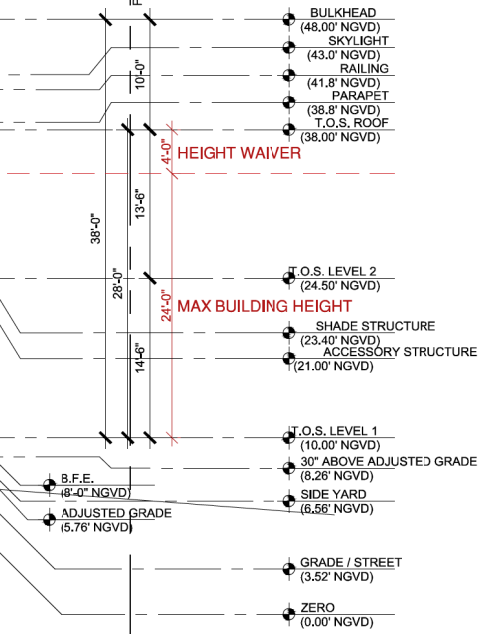 F
BULKHEAD
(48.00' NGVD)
SKYLIGHT
(43.0' NGVD)
RAILING
(41.8' NGVD)
10'-0"
PARAPET
(38.8' NGVD)
T.O.S. ROOF
(38.00' NGVD)
4'-0"
HEIGHT WAIVER
13'-6"
38'-0"
28'-0"
T.O.S. LEVEL 2
(24.50' NGVD)
24'-0"
MAX BUILDING HEIGHT
SHADE STRUCTURE
(23.40' NGVD)
ACCESSORY STRUCTURE
(21.00' NGVD)
14'-6"
T.O.S. LEVEL 1
(10.00' NGVD)
30" ABOVE ADJUSTED GRADE
(8.26' NGVD)
B.F.E.
(8'-0" NGVD)
SIDE YARD
(6.56' NGVD)
ADJUSTED GRADE
(5.76' NGVD)
GRADE / STREET
(3.52' NGVD)
ZERO
(0.00' NGVD)